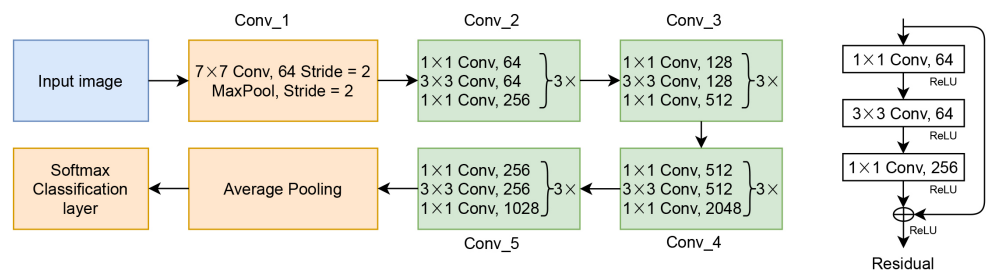 Conv_1
Conv_2
Conv_3
Input image
7×7 Conv, 64 Stride = 2
MaxPool, Stride = 2
1×1 Conv, 64
3×3 Conv, 64
1×1 Conv, 256
3×
1×1 Conv, 128
3×3 Conv, 128
1×1 Conv, 512
3×
Softmax
Classification
layer
Average Pooling
1×1 Conv, 256
3×3 Conv, 256
1×1 Conv, 1028
3×
1×1 Conv, 512
3×3 Conv, 512
1×1 Conv, 2048
3×
Conv_5
Conv_4
1×1 Conv, 64
ReLU
3×3 Conv, 64
ReLU
1×1 Conv, 256
ReLU
ReLU
Residual